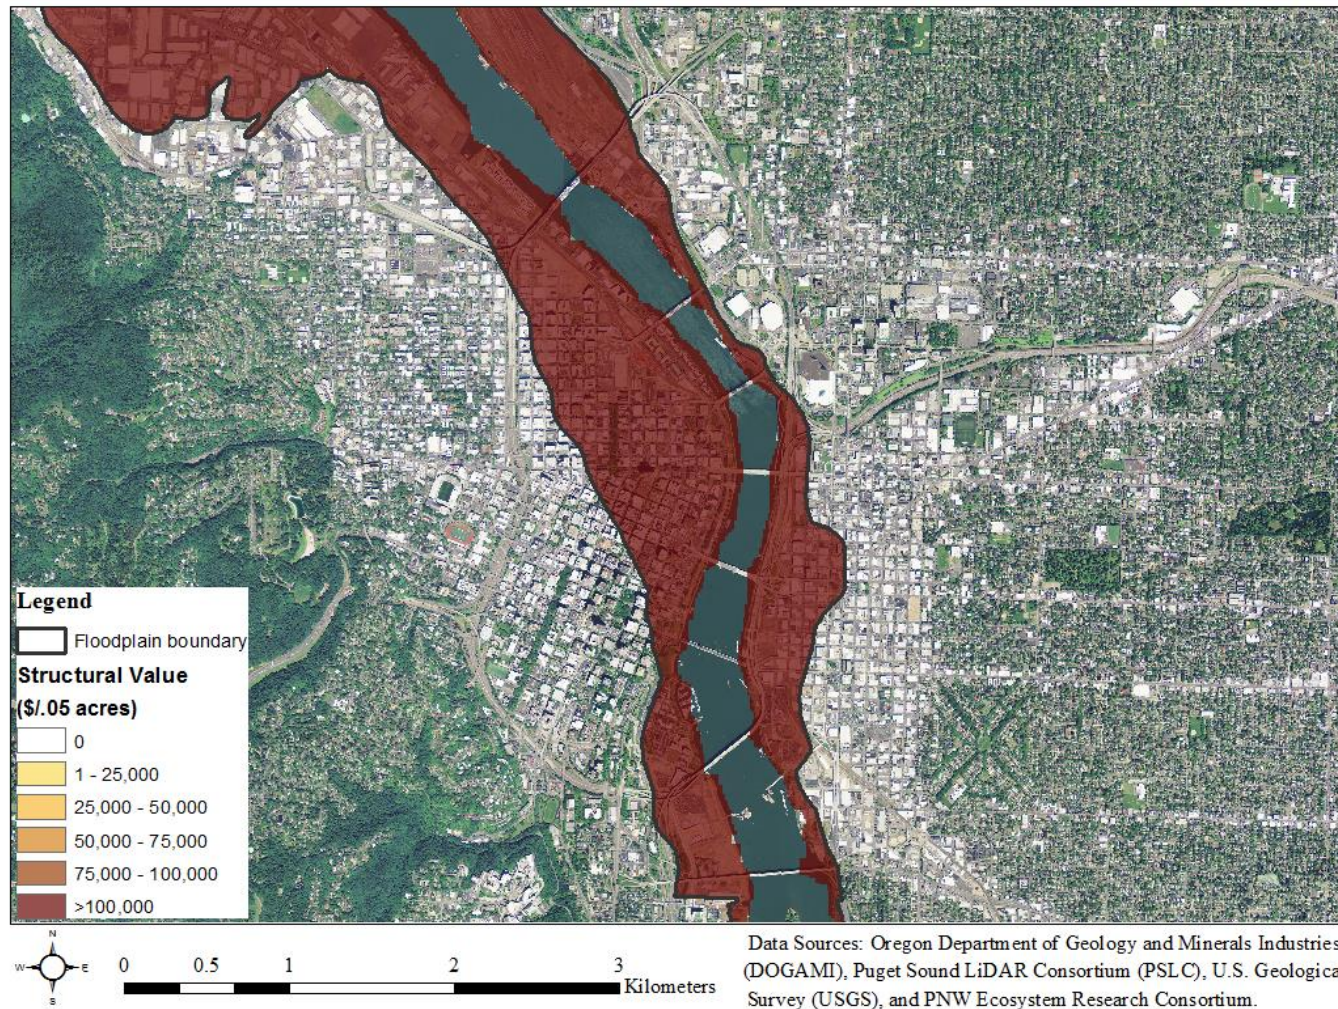 Legend
Floodplain boundary
Structural Value
($/.05 acres)
0
1 - 25,000
25,000 - 50,000
50,000 - 75,000
75,000 - 100,000
>100,000
N
W
E
S
0 0.5 1 2 3
Kilometers
Data Sources: Oregon Department of Geology and Minerals Industries
(DOGAMI), Puget Sound LiDAR Consortium (PSLC), U.S. Geologica
Survey (USGS), and PNW Ecosystem Research Consortium.